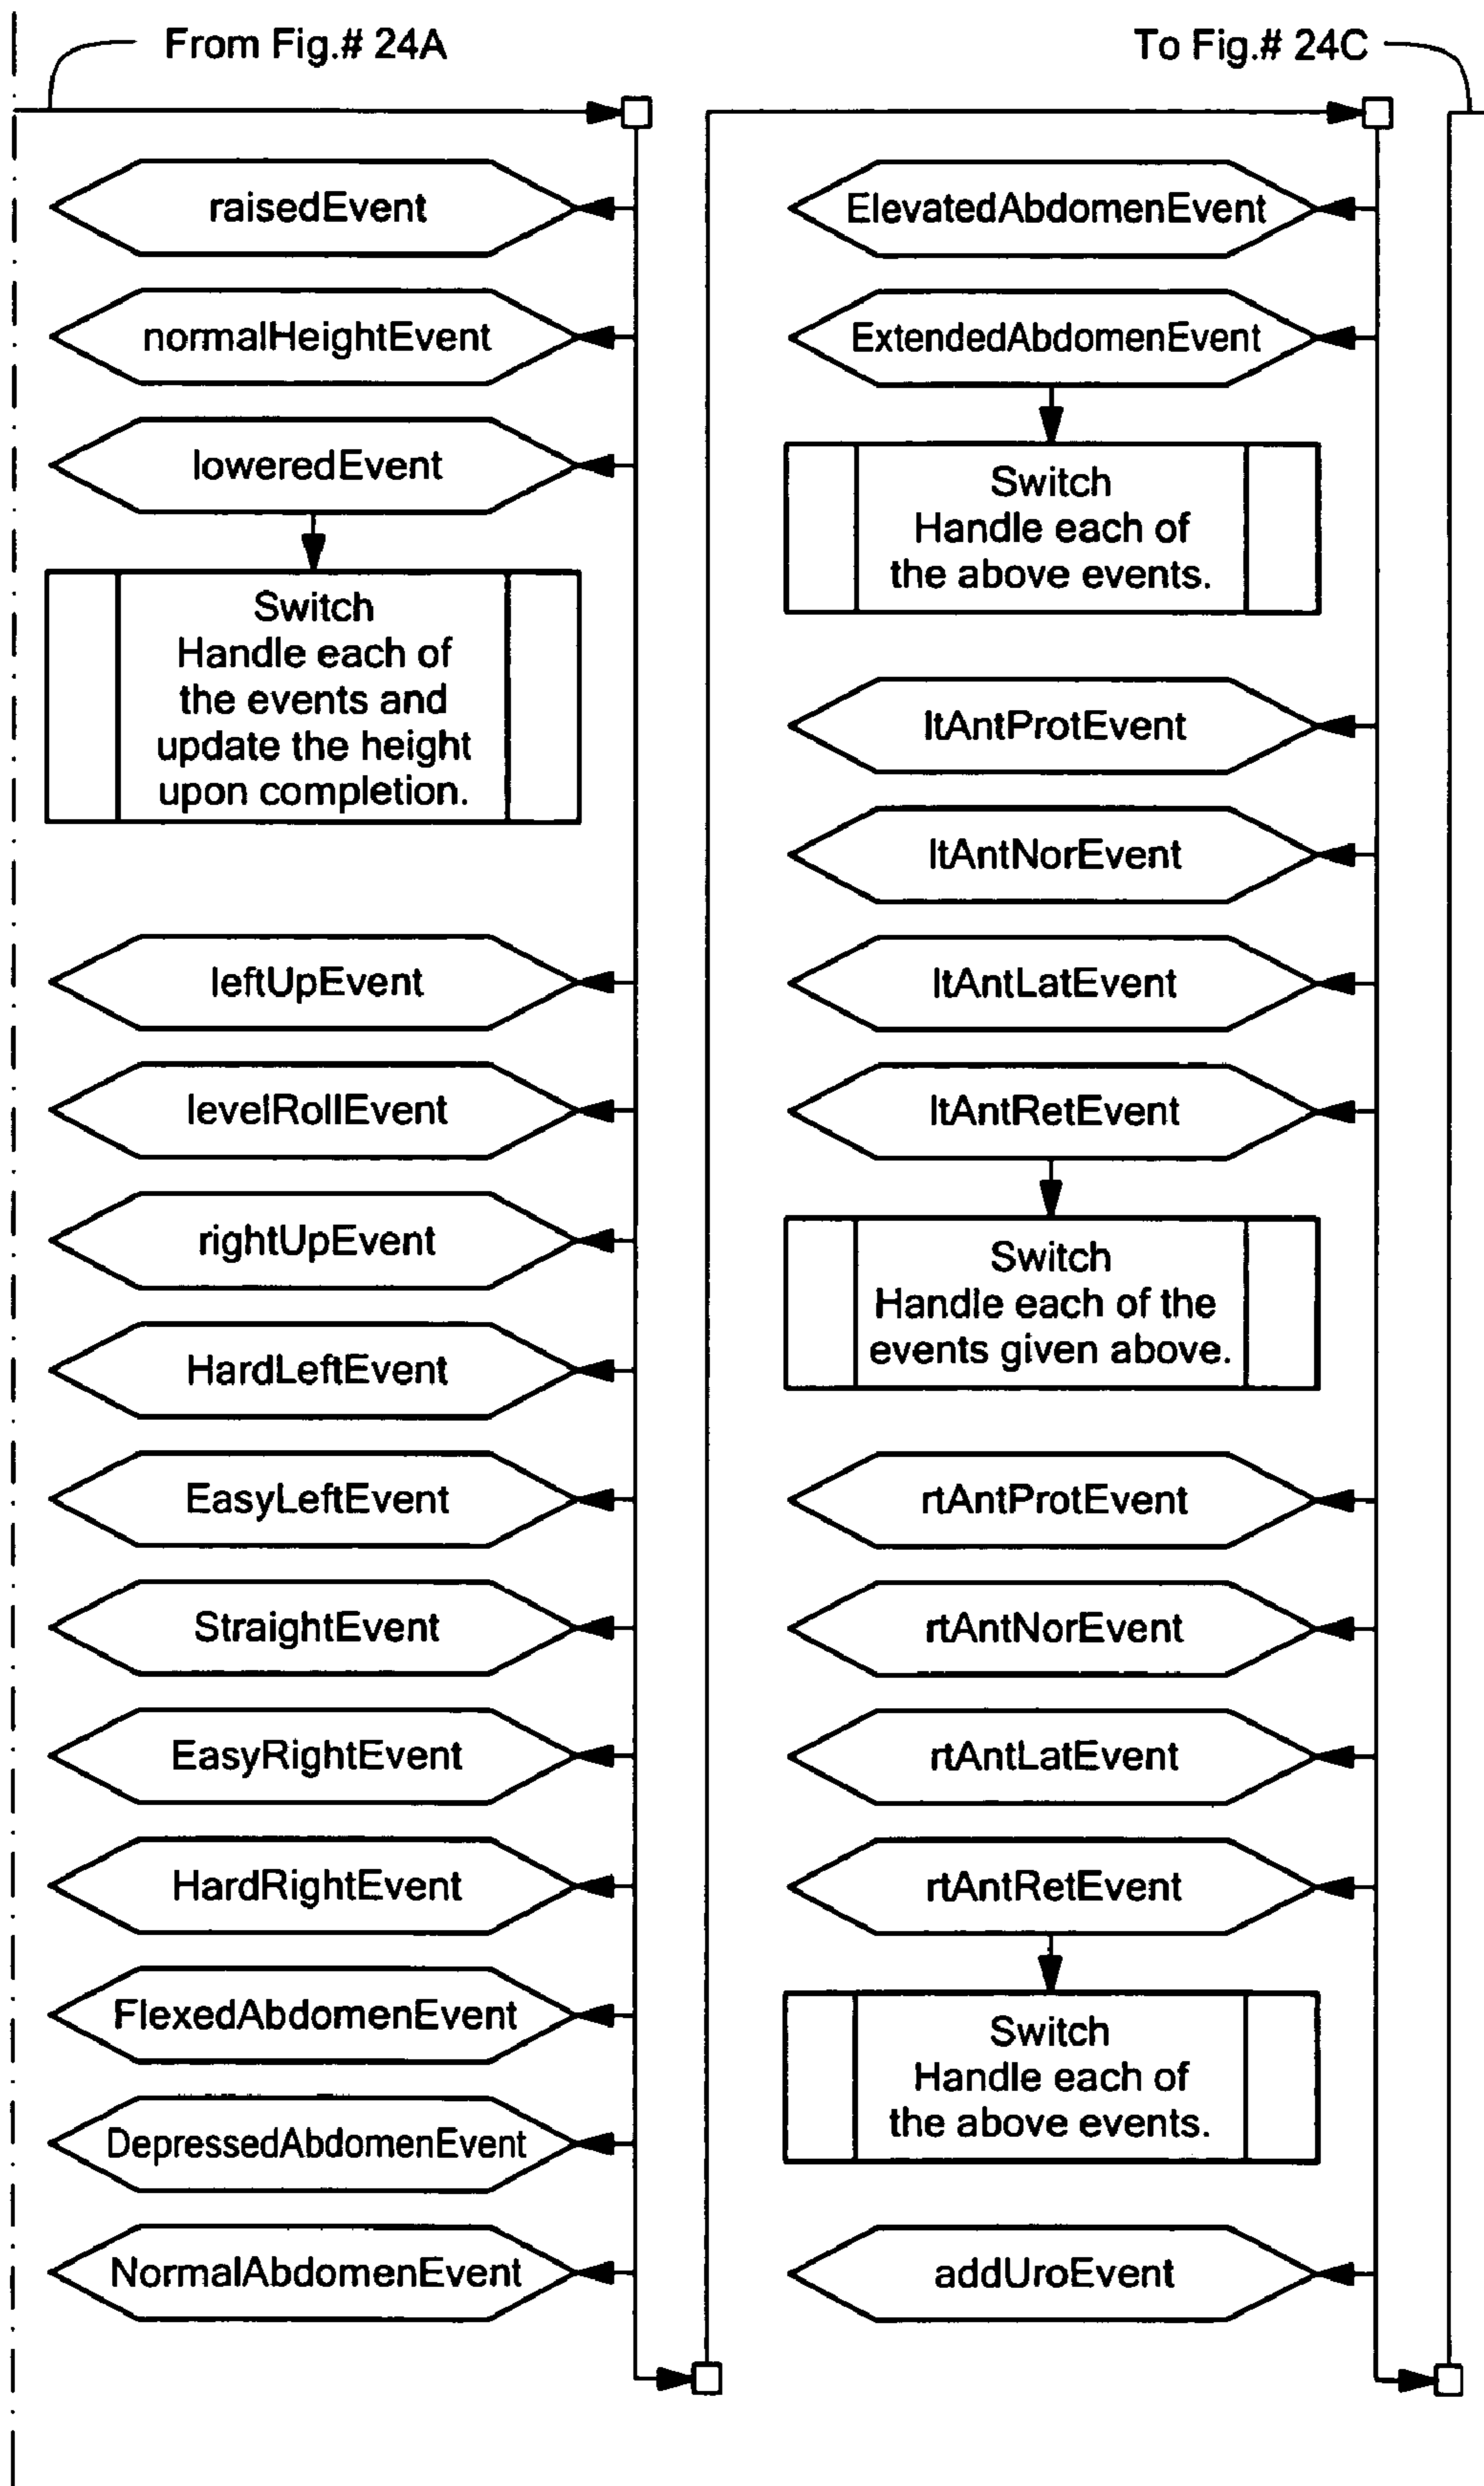 From Fig.# 24A
raisedEvent
normalHeightEvent
loweredEvent
Switch
Handle each of
the events and
update the height
upon completion.
leftUpEvent
levelRollEvent
rightUpEvent
HardLeftEvent
EasyLeftEvent
StraightEvent
EasyRightEvent
HardRightEvent
FlexedAbdomenEvent
DepressedAbdomenEvent
NormalAbdomenEvent
To Fig.# 24C
ElevatedAbdomenEvent
ExtendedAbdomenEvent
Switch
Handle each of
the above events.
ltAntProtEvent
ltAntNorEvent
ltAntLatEvent
ltAntRetEvent
Switch
Handle each of the
events given above.
rtAntProtEvent
rtAntNorEvent
rtAntLatEvent
rtAntRetEvent
Switch
Handle each of
the above events.
addUroEvent